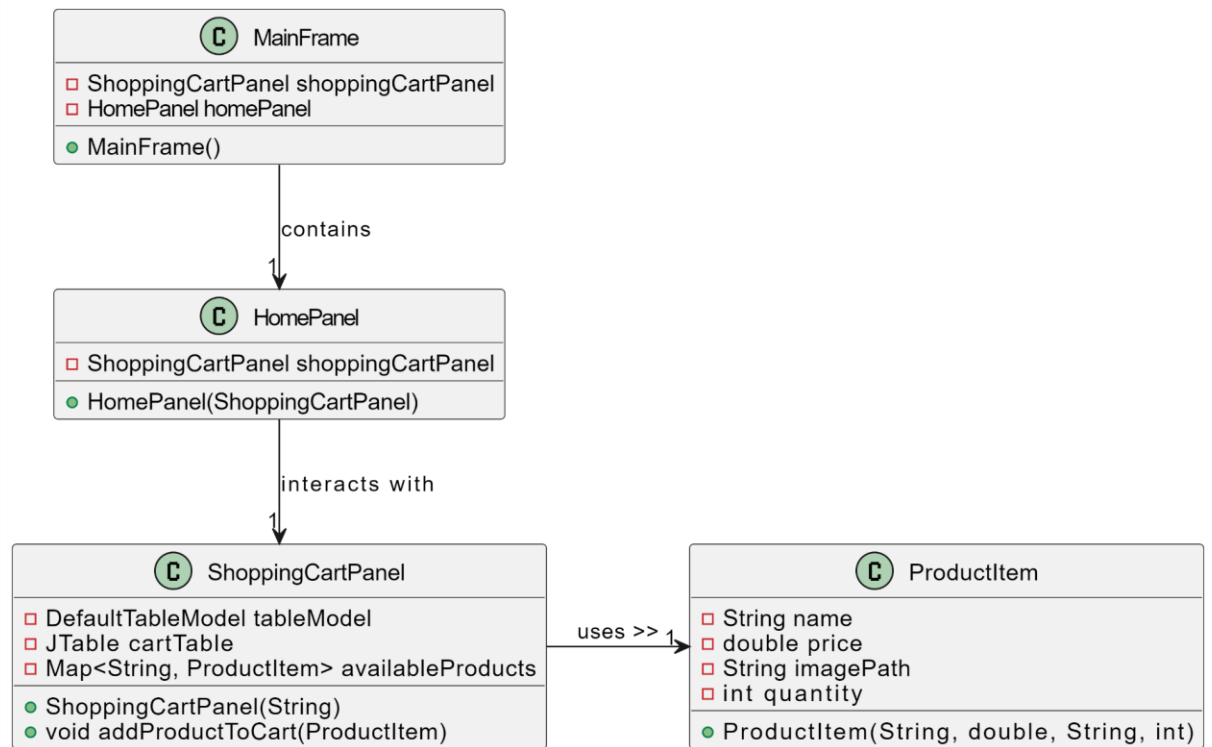 C MainFrame
ShoppingCartPanel shoppingCartPanel
HomePanel homePanel
MainFrame()
contains
1
C HomePanel
ShoppingCartPanel shoppingCartPanel
HomePanel(ShoppingCartPanel)
interacts with
1
C ShoppingCartPanel
DefaultTableModel tableModel
JTable cartTable
Map<String, ProductItem> availableProducts
ShoppingCartPanel(String)
void addProductToCart(ProductItem)
uses >> 1
C ProductItem
String name
double price
String imagePath
int quantity
ProductItem(String, double, String, int)